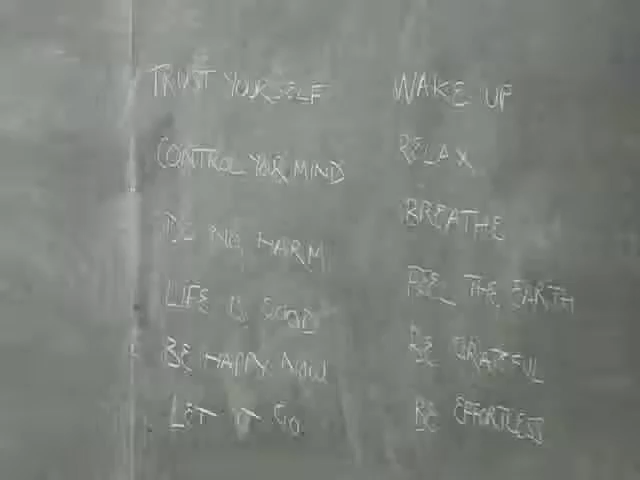 TRUST YOURSELF
CONTROL YOUR MIND
DO NO HARM
LIFE IS GOOD
BE HAPPY NOW
LET IT GO
WAKE UP
RELAX
BREATHE
FEEL THE EARTH
BE GRATEFUL
BE EFFORTLESS